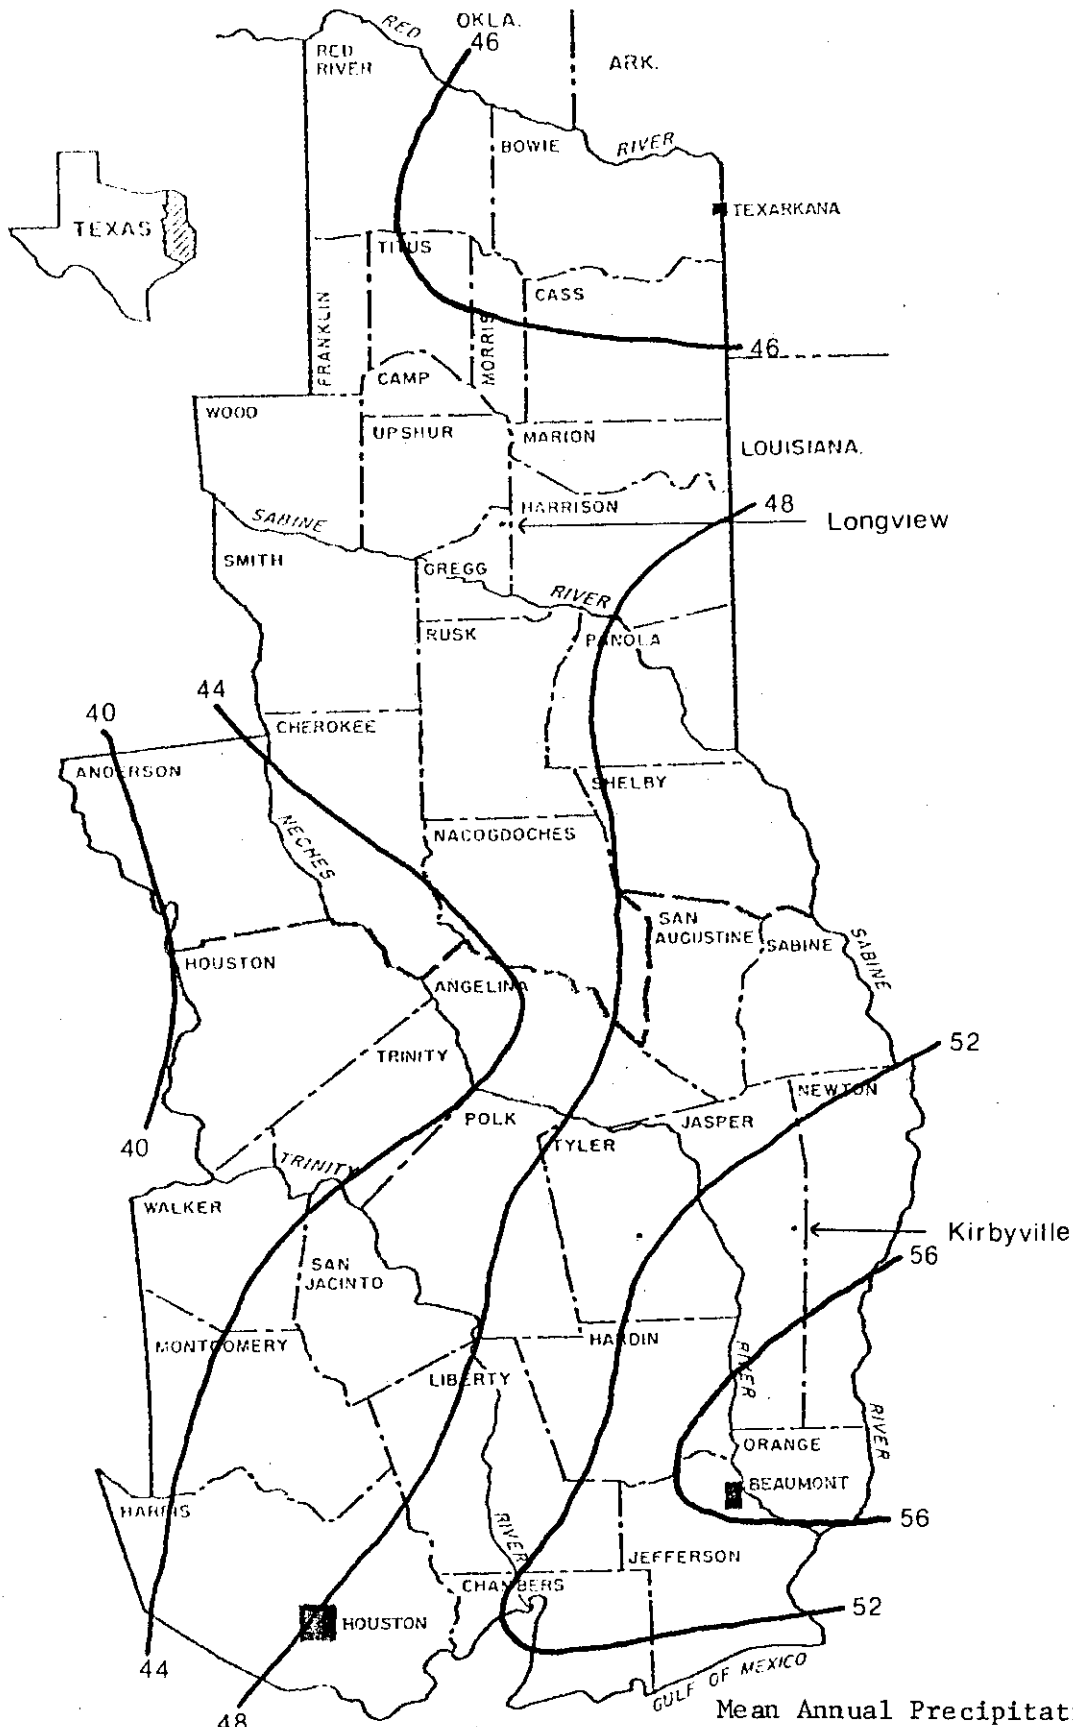 OKLA.
RED
46
RED
RIVER
ARK.
BOWIE
RIVER
TEXARKANA
TEXAS
TITUS
CASS
FRANKLIN
MORRIS
46
CAMP
WOOD
UPSHUR
MARION
LOUISIANA.
48
HARRISON
SABINE
Longview
SMITH
GREGG
RIVER
RUSK
PANOLA
44
40
CHEROKEE
ANDERSON
SHELBY
NECHES
NACOGDOCHES
SAN
AUGUSTINE
SABINE
SABINE
HOUSTON
ANGELINA
52
TRINITY
NEWTON
POLK
JASPER
40
TYLER
TRINITY
WALKER
Kirbyville
56
SAN
JACINTO
MONTGOMERY
HARDIN
RIVER
LIBERTY
RIVER
ORANGE
BEAUMONT
HARRIS
56
RIVER
JEFFERSON
CHAMBERS
52
HOUSTON
44
GULF OF MEXICO
48
Mean Annual Precipitat